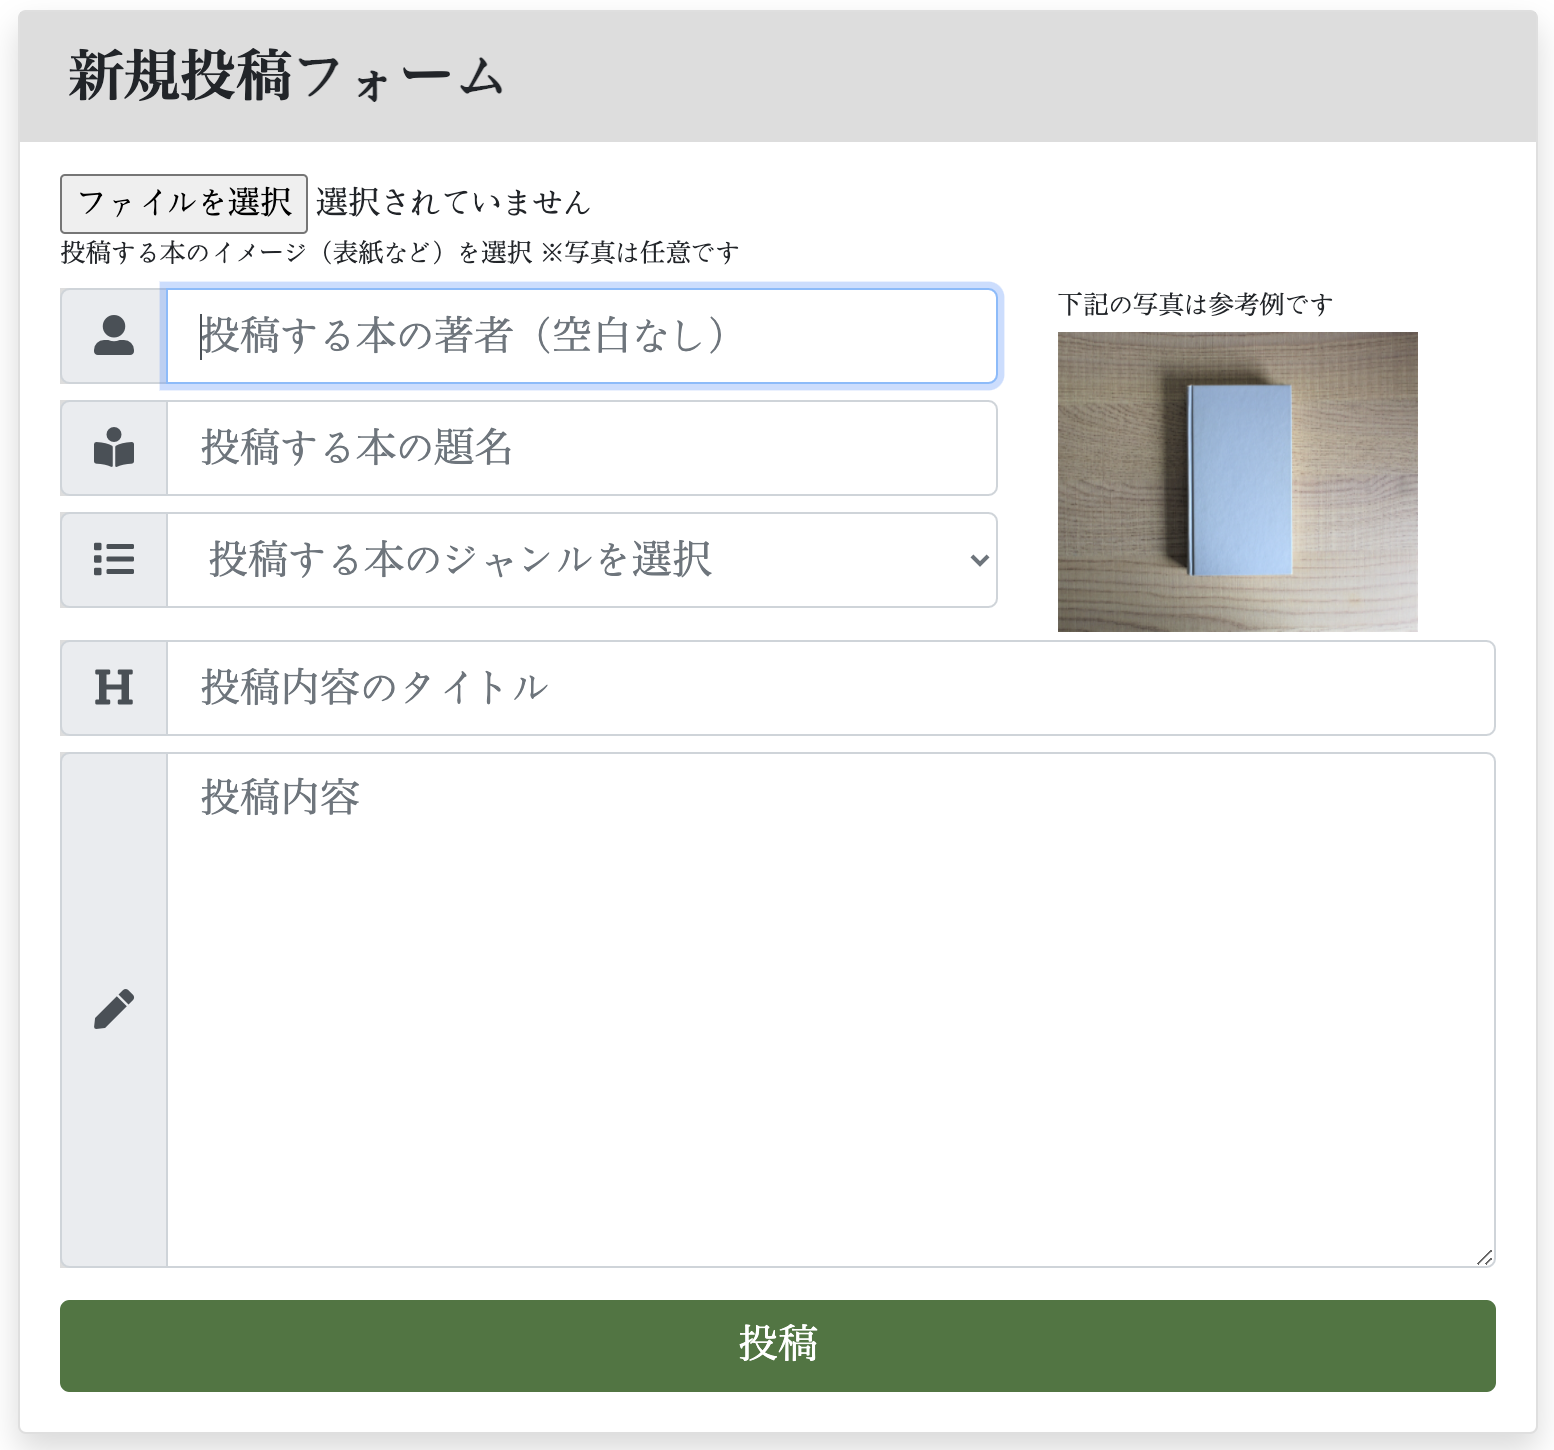 新規投稿フォーム
ファイルを選択 選択されていません
投稿する本のイメージ（表紙など）を選択 ※写真は任意です
投稿する本の著者（空白なし）
下記の写真は参考例です
投稿する本の題名
投稿する本のジャンルを選択
H 投稿内容のタイトル
投稿内容
投稿